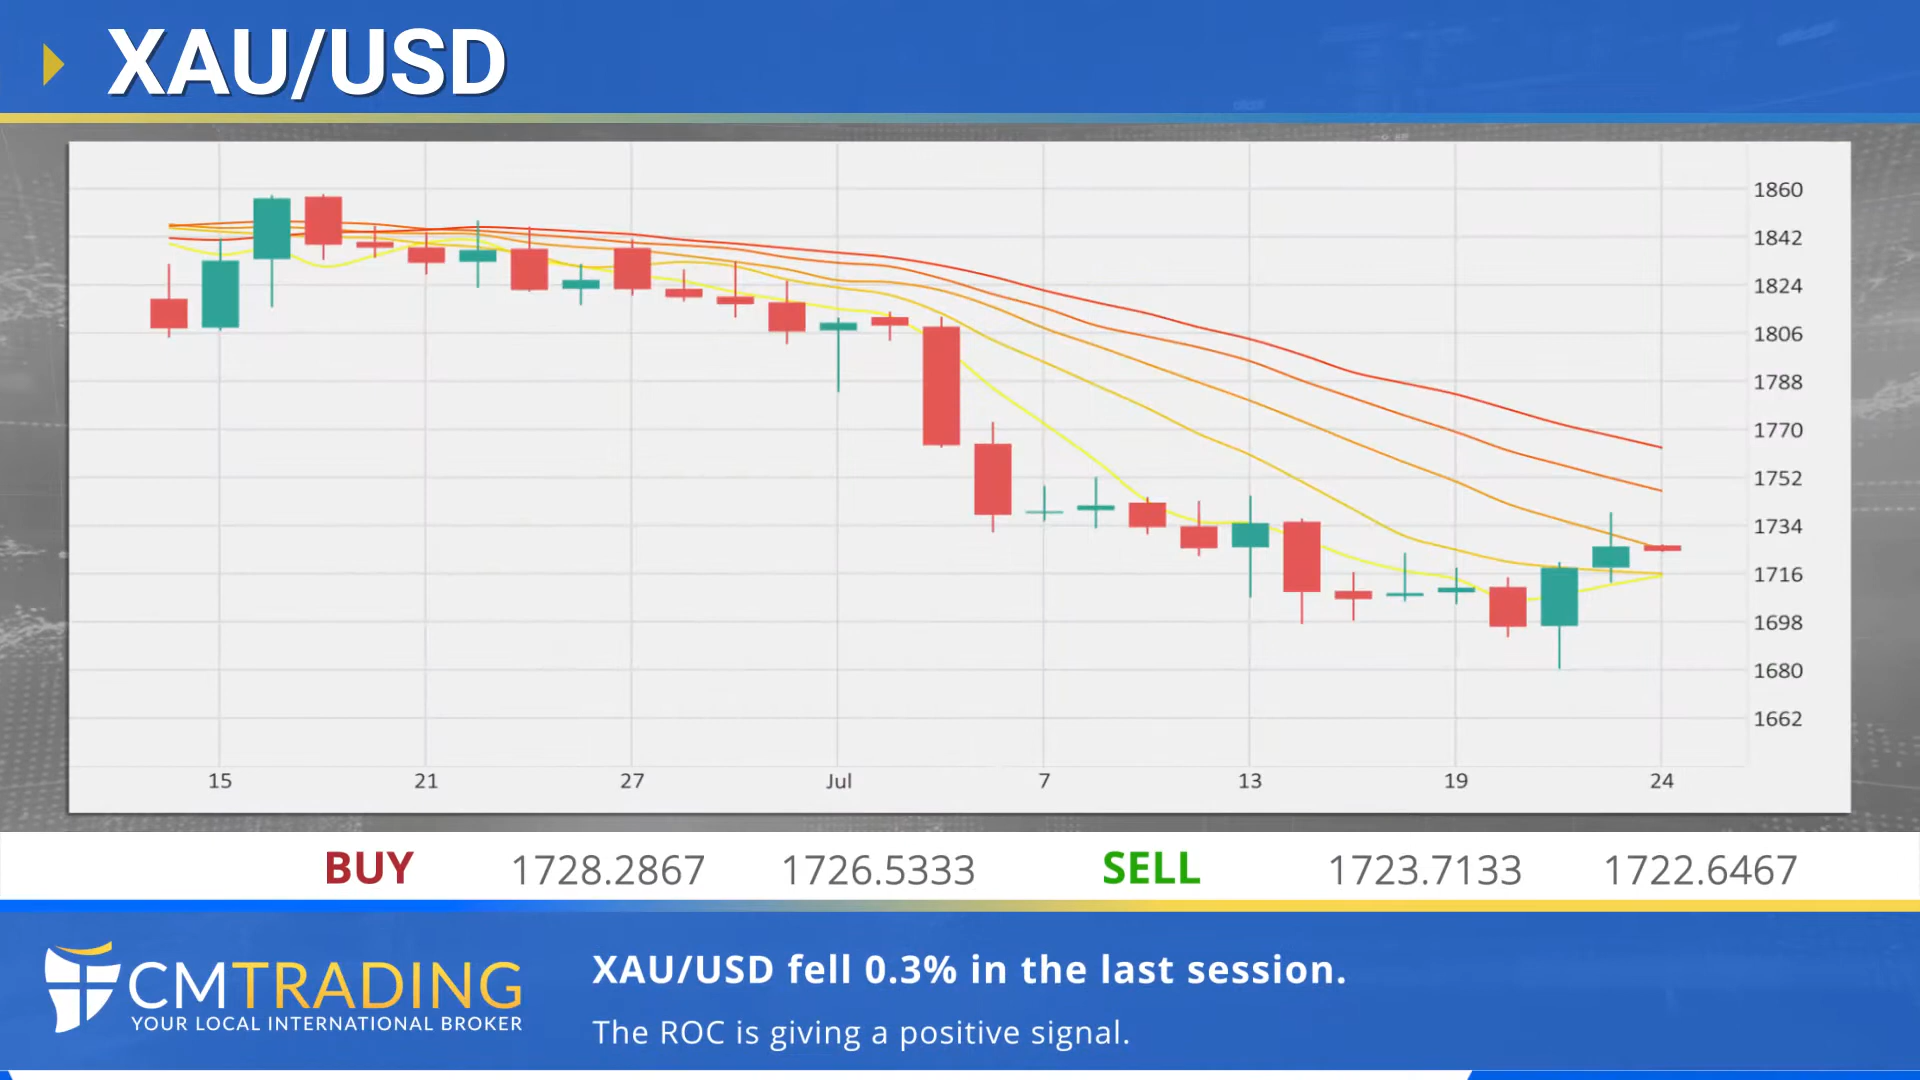 XAU/USD
1860
1842
1824
1806
1788
1770
1752
1734
1716
1698
1680
1662
15 21 27 Jul 7 13 19 24
BUY 1728.2867 1726.5333 SELL 1723.7133 1722.6467
CMTRADING
YOUR LOCAL INTERNATIONAL BROKER
XAU/USD fell 0.3% in the last session.
The ROC is giving a positive signal.